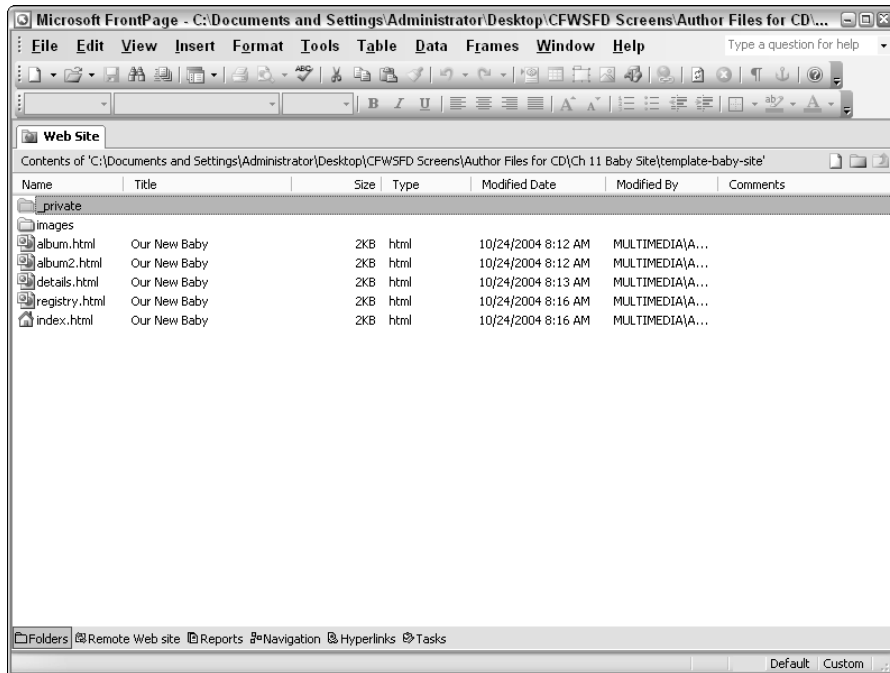 Microsoft FrontPage - C:\Documents and Settings\Administrator\Desktop\CFWSFD Screens\Author Files for CD\...
File Edit View Insert Format Tools Table Data Frames Window Help Type a question for help
B I U A A ab A
Web Site
Contents of 'C:\Documents and Settings\Administrator\Desktop\CFWSFD Screens\Author Files for CD\Ch 11 Baby Site\template-baby-site'
Name Title Size Type Modified Date Modified By Comments
_private
images
album.html Our New Baby 2KB html 10/24/2004 8:12 AM MULTIMEDIA\A...
album2.html Our New Baby 2KB html 10/24/2004 8:12 AM MULTIMEDIA\A...
details.html Our New Baby 2KB html 10/24/2004 8:13 AM MULTIMEDIA\A...
registry.html Our New Baby 2KB html 10/24/2004 8:16 AM MULTIMEDIA\A...
index.html Our New Baby 2KB html 10/24/2004 8:16 AM MULTIMEDIA\A...
Folders Remote Web site Reports Navigation Hyperlinks Tasks
Default Custom